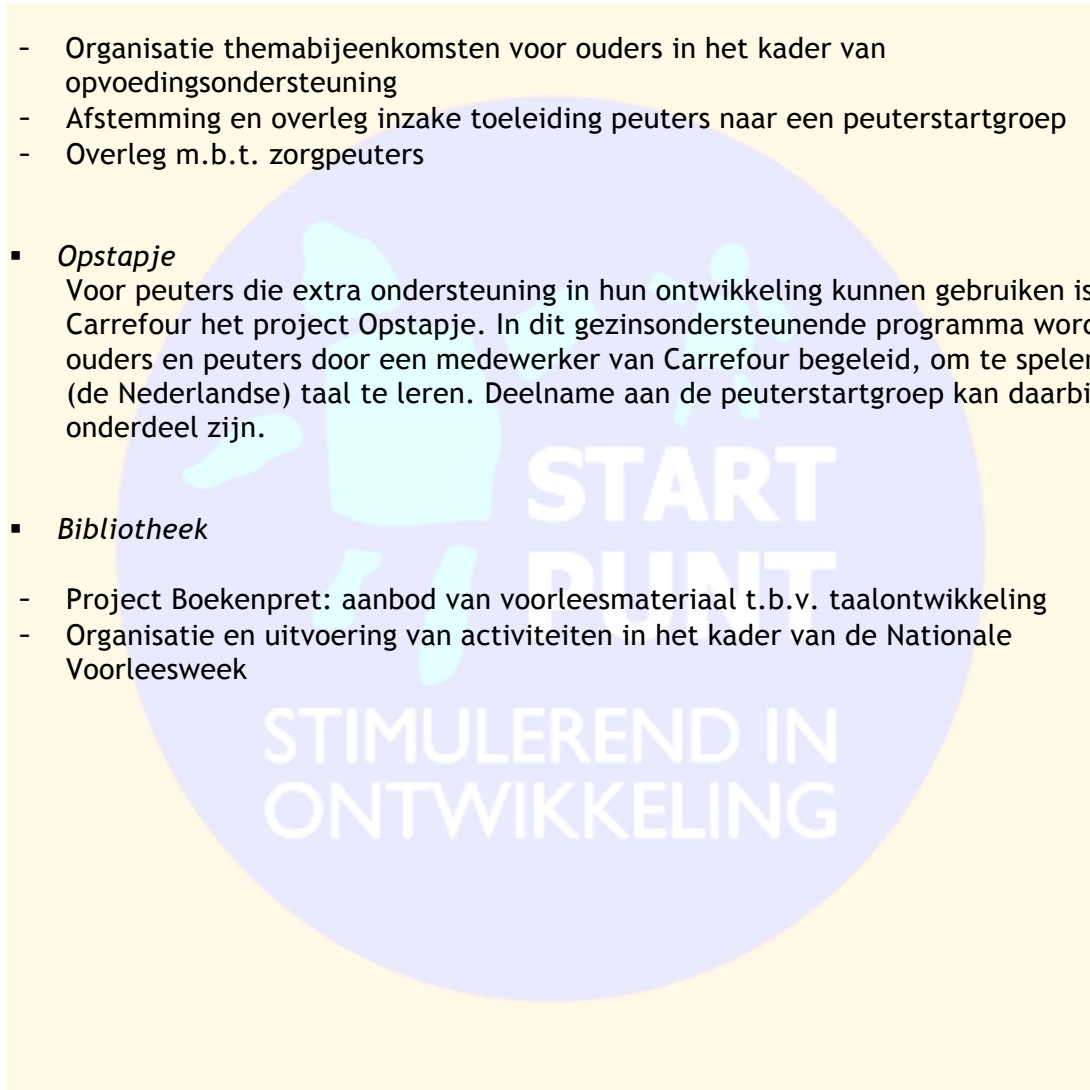 - Organisatie themabijeenkomsten voor ouders in het kader van
opvoedingsondersteuning
- Afstemming en overleg inzake toeleiding peuters naar een peuterstartgroep
- Overleg m.b.t. zorgpeuters
▪ Opstapje
Voor peuters die extra ondersteuning in hun ontwikkeling kunnen gebruiken is
Carrefour het project Opstapje. In dit gezinsondersteunende programma
ouders en peuters door een medewerker van Carrefour begeleid, om te
(de Nederlandse) taal te leren. Deelname aan de peuterstartgroep kan
onderdeel zijn.
▪ Bibliotheek
- Project Boekenpret: aanbod van voorleesmateriaal t.b.v. taalontwikkeling
- Organisatie en uitvoering van activiteiten in het kader van de Nationale
Voorleesweek
START
PUNT
STIMULEREND IN
ONTWIKKELING